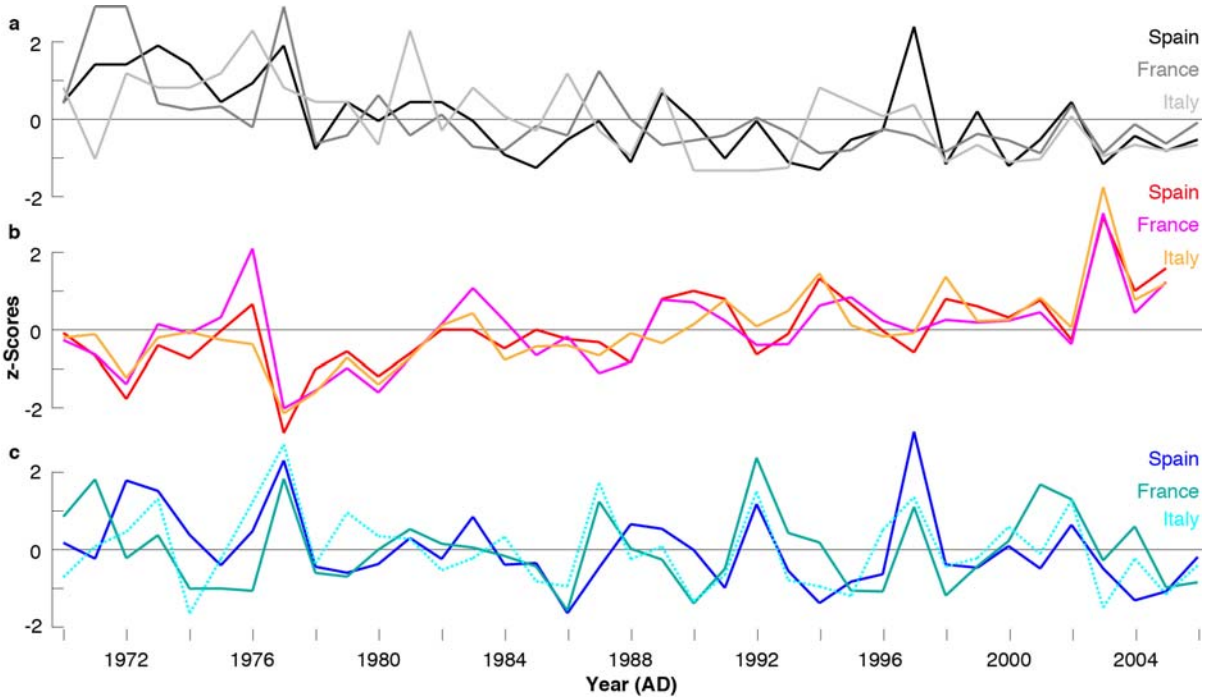 a
2
0
-2
Spain
France
Italy
b
2
0
-2
Spain
France
Italy
z-Scores
c
2
0
-2
Spain
France
Italy
1972 1976 1980 1984 1988 1992 1996 2000 2004
Year (AD)